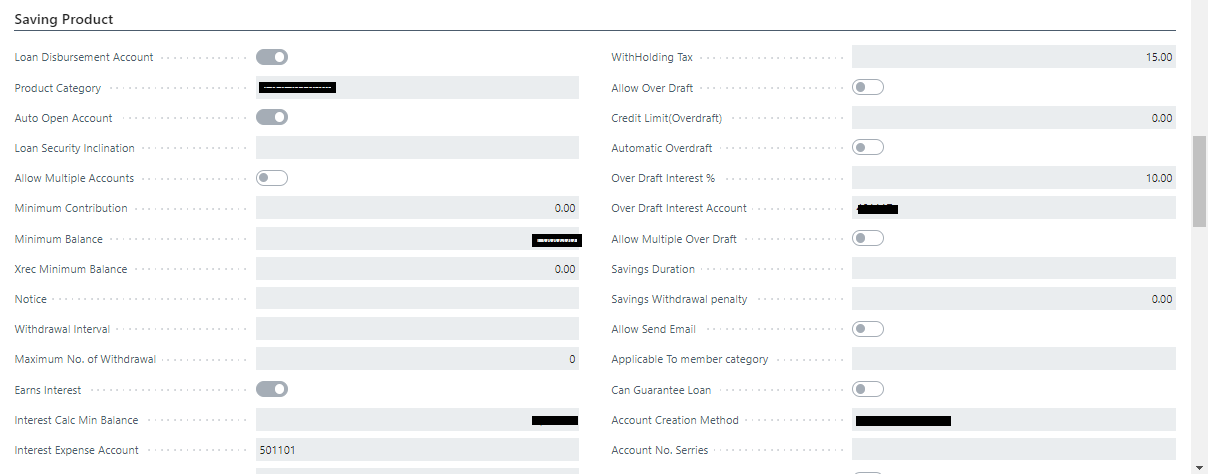 Saving Product
Loan Disbursement Account
Product Category
Auto Open Account
Loan Security Inclination
Allow Multiple Accounts
Minimum Contribution 0.00
Minimum Balance
Xrec Minimum Balance 0.00
Notice
Withdrawal Interval
Maximum No. of Withdrawal 0
Earns Interest
Interest Calc Min Balance
Interest Expense Account 501101
WithHolding Tax 15.00
Allow Over Draft
Credit Limit(Overdraft) 0.00
Automatic Overdraft
Over Draft Interest % 10.00
Over Draft Interest Account
Allow Multiple Over Draft
Savings Duration
Savings Withdrawal penalty 0.00
Allow Send Email
Applicable To member category
Can Guarantee Loan
Account Creation Method
Account No. Serries